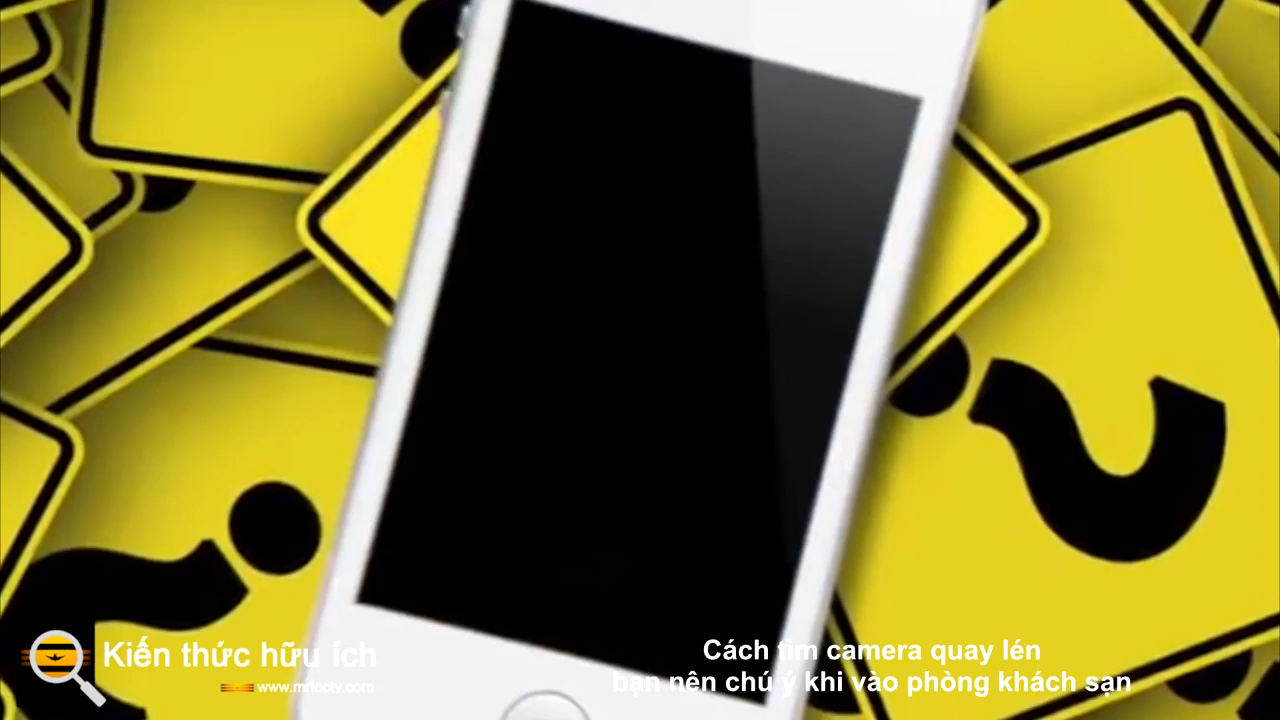 Kiến thức hữu ích
www.mrloctv.com
Cách tìm camera quay lén
bạn nên chú ý khi vào phòng khách sạn